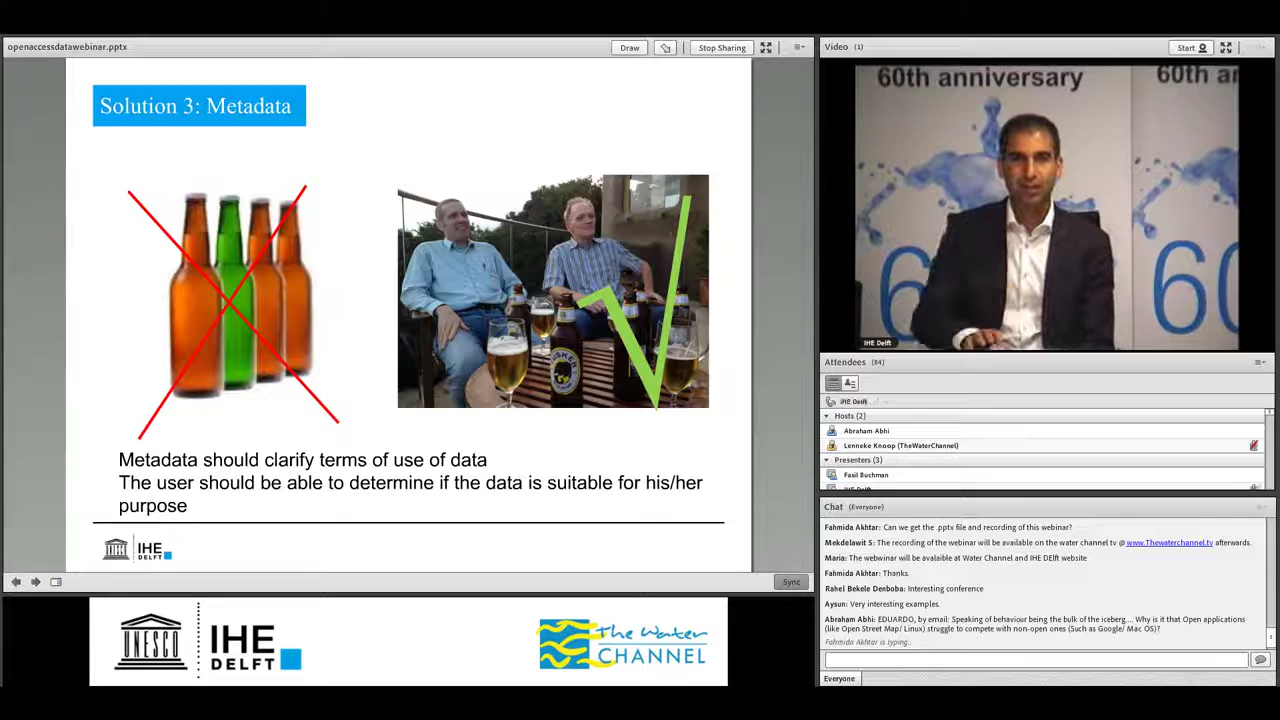 openaccessdatawebinar.pptx
Draw
Stop Sharing
Solution 3: Metadata
Metadata should clarify terms of use of data
The user should be able to determine if the data is suitable for his/her
purpose
IHE
DELFT
Sync
UNESCO
IHE
DELFT
The Water
CHANNEL
Video (1)
Start
60th anniversary
60th an
60
6
IHE Delft
Attendees (84)
IHE Delft
Hosts (2)
Abraham Abhi
Lenneke Knoop (TheWaterChannel)
Presenters (3)
Fasil Buchman
IHE Delft
Chat (Everyone)
Fahmida Akhtar: Can we get the .pptx file and recording of this webinar?
Mekdelawit S: The recording of the webinar will be available on the water channel tv @ www.Thewaterchannel.tv afterwards.
Maria: The webwinar will be avalaible at Water Channel and IHE DElft website
Fahmida Akhtar: Thanks.
Rahel Bekele Denboba: Interesting conference
Aysun: Very interesting examples.
Abraham Abhi: EDUARDO, by email: Speaking of behaviour being the bulk of the iceberg.... Why is it that Open applications
(like Open Street Map/ Linux) struggle to compete with non-open ones (Such as Google/ Mac OS)?
Fahmida Akhtar is typing..
Everyone